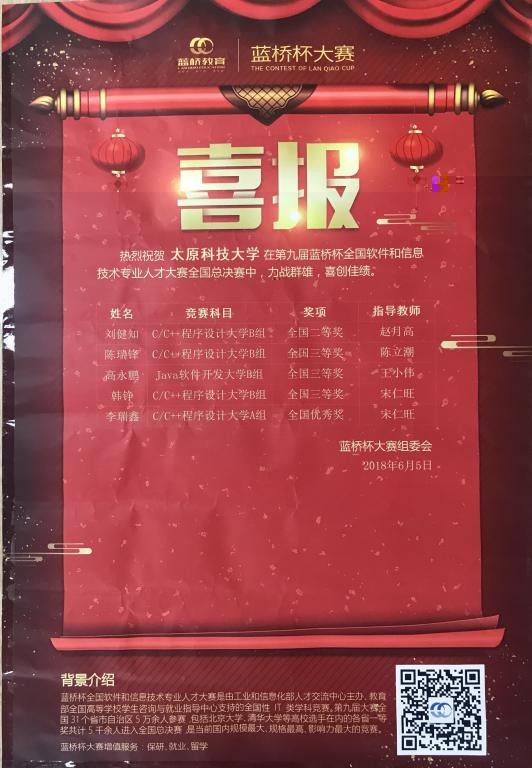 蓝桥教育 蓝桥杯大赛
THE CONTEST OF LAN QIAO CUP
喜报
热烈祝贺 太原科技大学 在第九届蓝桥杯全国软件和信息
技术专业人才大赛全国总决赛中，力战群雄，喜创佳绩。
姓名 竞赛科目 奖项 指导教师
刘健知 C/C++程序设计大学B组 全国二等奖 赵月高
陈瑞锋 C/C++程序设计大学B组 全国三等奖 陈立潮
高永鹏 Java软件开发大学B组 全国三等奖 王小伟
韩铮 C/C++程序设计大学B组 全国三等奖 宋仁旺
李瑞鑫 C/C++程序设计大学A组 全国优秀奖 宋仁旺
蓝桥杯大赛组委会
2018年6月5日
背景介绍
蓝桥杯全国软件和信息技术专业人才大赛是由工业和信息化部人才交流中心主办，教育
部全国高等学校学生咨询与就业指导中心支持的全国性 IT 类学科竞赛。第九届大赛全
国31个省市自治区5万余人参赛，包括北京大学、清华大学等高校选手在内的各省一等
奖共计5千余人进入全国总决赛，是当前国内规模最大、规格最高、影响力最大的竞赛。
蓝桥杯大赛增值服务：保研、就业、留学